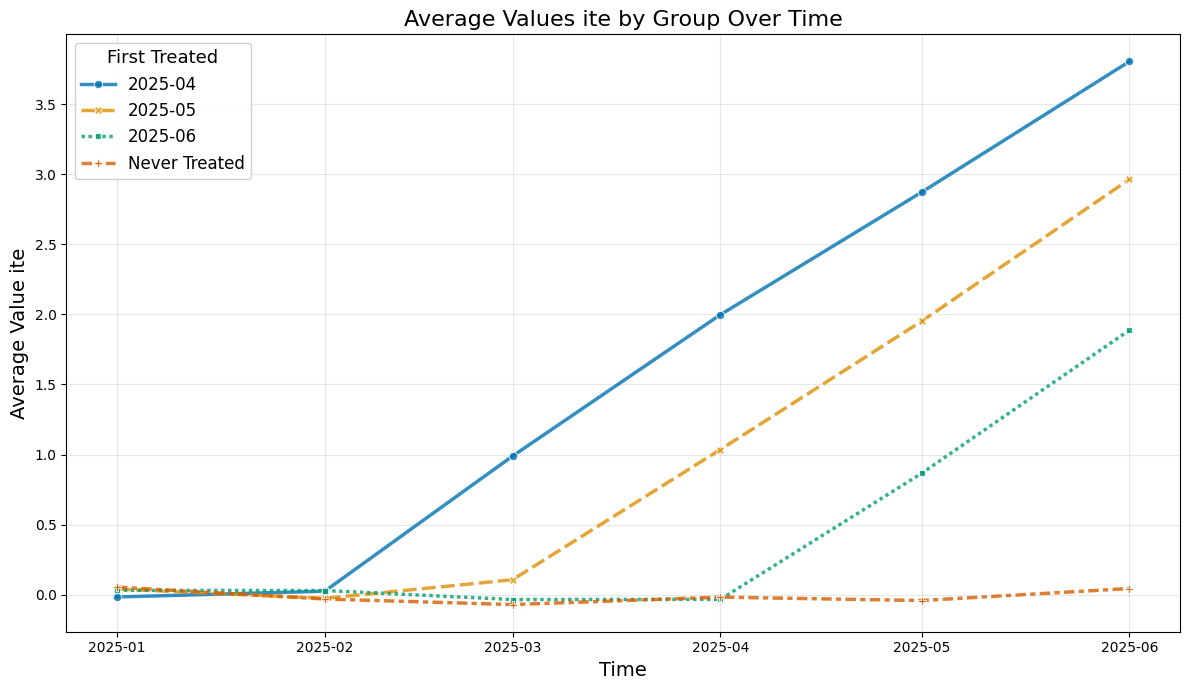 Average Values ite by Group Over Time
First Treated
2025-04
2025-05
2025-06
Never Treated
Average Value ite
3.5
3.0
2.5
2.0
1.5
1.0
0.5
0.0
2025-01 2025-02 2025-03 2025-04 2025-05 2025-06
Time